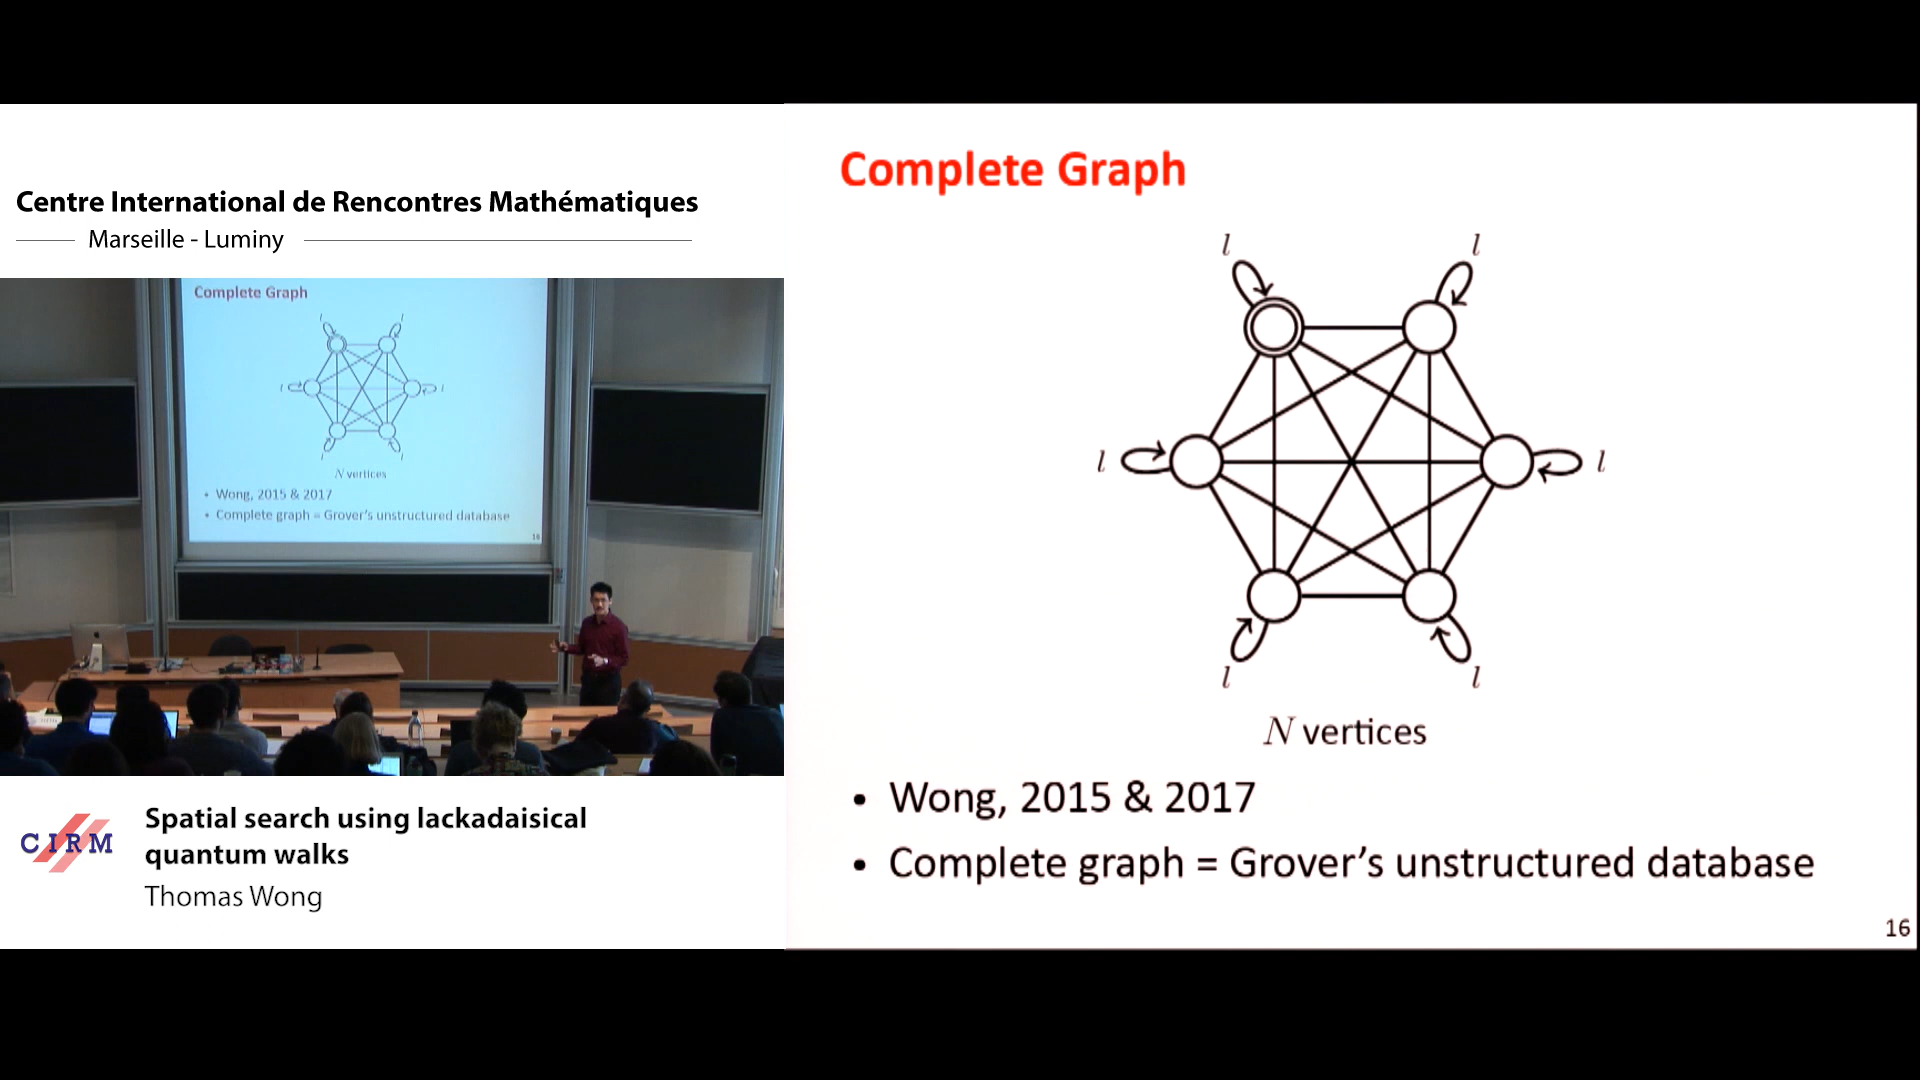 Centre International de Rencontres Mathématiques
Marseille - Luminy
Complete Graph
l
l
l
l
l
l
N vertices
• Wong, 2015 & 2017
• Complete graph = Grover's unstructured database
16
CIRM
Spatial search using lackadaisical
quantum walks
Thomas Wong
Complete Graph
l l
l l
l l
N vertices
• Wong, 2015 & 2017
• Complete graph = Grover’s unstructured database
16